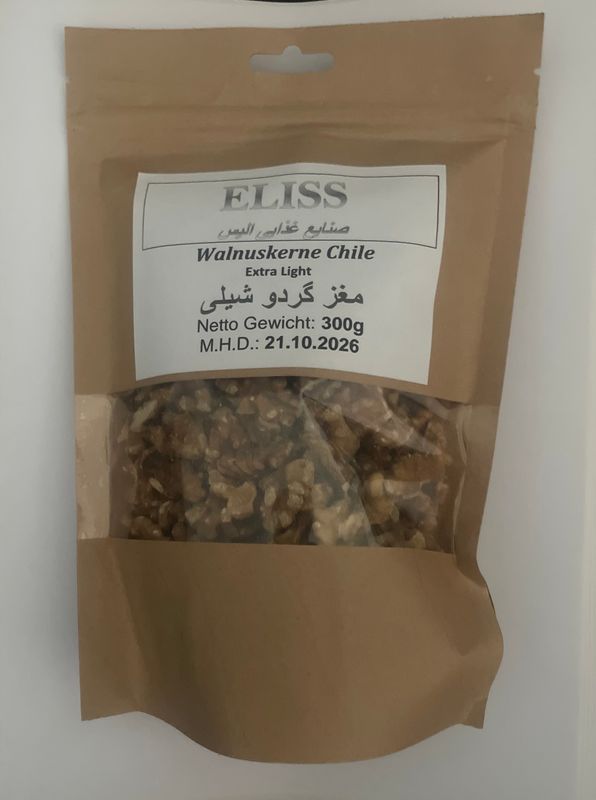 ELISS
صنایع غذایی الیس
Walnuskerne Chile
Extra Light
مغز گردو شیلی
Netto Gewicht: 300g
M.H.D.: 21.10.2026